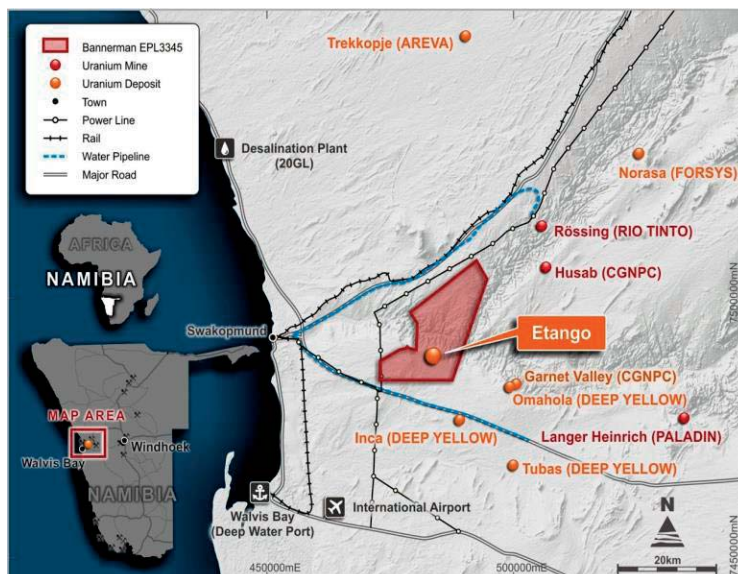 Bannerman EPL3345
Uranium Mine
Uranium Deposit
Town
Power Line
Rail
Water Pipeline
Major Road
Trekkopje (AREVA)
Desalination Plant
(20GL)
Norasa (FORSYS)
Rössing (RIO TINTO)
Husab (CGNPC)
7500000mN
AFRICA
NAMIBIA
Swakopmund
Etango
Garnet Valley (CGNPC)
Omahola (DEEP YELLOW)
MAP AREA
Windhoek
Walvis Bay
NAMIBIA
Inca (DEEP YELLOW)
Langer Heinrich (PALADIN)
Tubas (DEEP YELLOW)
International Airport
Walvis Bay
(Deep Water Port)
N
20km
450000mE
500000mE
7450000mN